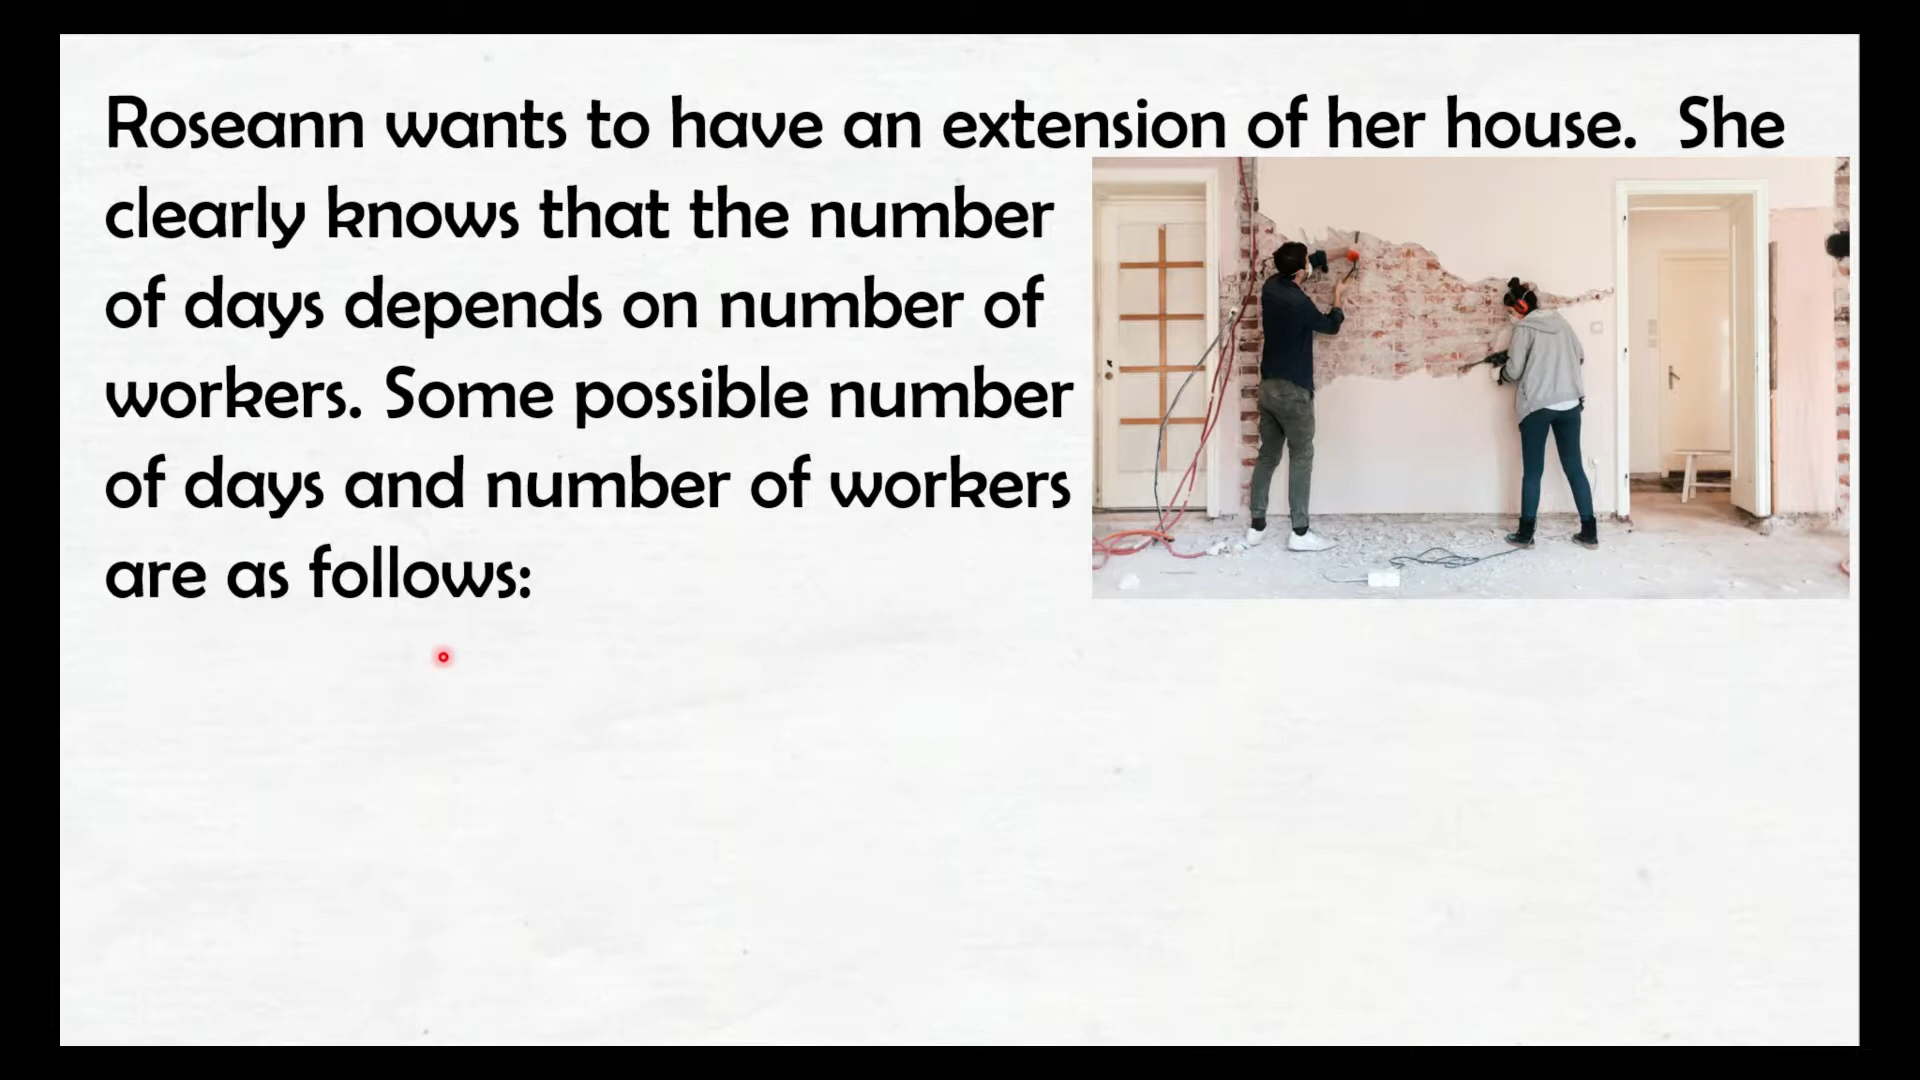 Roseann wants to have an extension of her house.  She
clearly knows that the number
of days depends on number of
workers. Some possible number
of days and number of workers
are as follows: